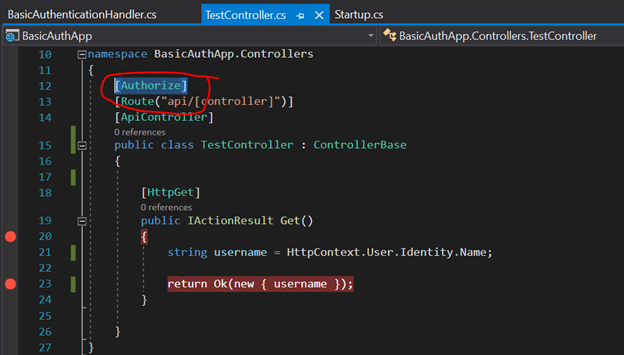 BasicAuthenticationHandler.cs TestController.cs Startup.cs
BasicAuthApp BasicAuthApp.Controllers.TestController
10 namespace BasicAuthApp.Controllers
11 {
12 [Authorize]
13 [Route("api/[controller]")]
14 [ApiController]
0 references
15 public class TestController : ControllerBase
16 {
17
18 [HttpGet]
0 references
19 public IActionResult Get()
20 {
21 string username = HttpContext.User.Identity.Name;
22
23 return Ok(new { username });
24 }
25
26 }
27 }